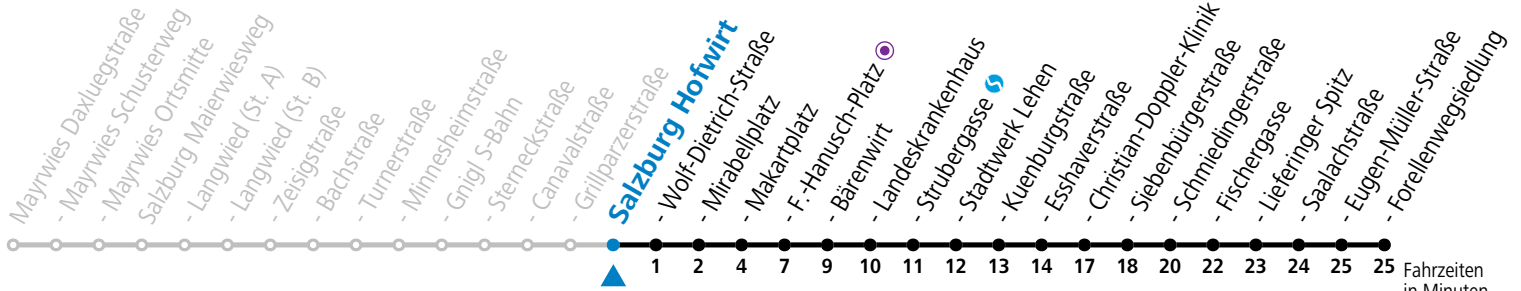 Mayrwies Daxluegstraße
- Mayrwies Schusterweg
- Mayrwies Ortsmitte
Salzburg Maierwiesweg
- Langwied (St. A)
- Langwied (St. B)
- Zeisigstraße
- Bachstraße
- Turnerstraße
- Minnesheimstraße
- Gnigl S-Bahn
- Sterneckstraße
- Canavalstraße
- Grillparzerstraße
Salzburg Hofwirt
- Wolf-Dietrich-Straße
- Mirabellplatz
- Makartplatz
- F.-Hanusch-Platz
- Bärenwirt
- Landeskrankenhaus
- Strubergasse
- Stadtwerk Lehen
- Kuenburgstraße
- Esshaverstraße
- Christian-Doppler-Klinik
- Siebenbürgerstraße
- Schmiedingerstraße
- Fischergasse
- Lieferinger Spitz
- Saalachstraße
- Eugen-Müller-Straße
- Forellenwegsiedlung
1 2 4 7 9 10 11 12 13 14 17 18 20 22 23 24 25 25 Fahrzeiten
in Minuten